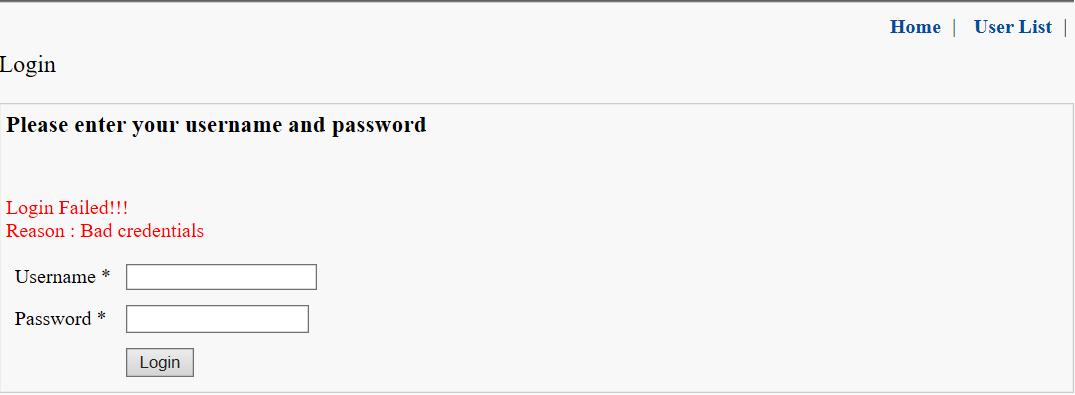 Home | User List |
Login
Please enter your username and password
Login Failed!!!
Reason : Bad credentials
Username *
Password *
Login